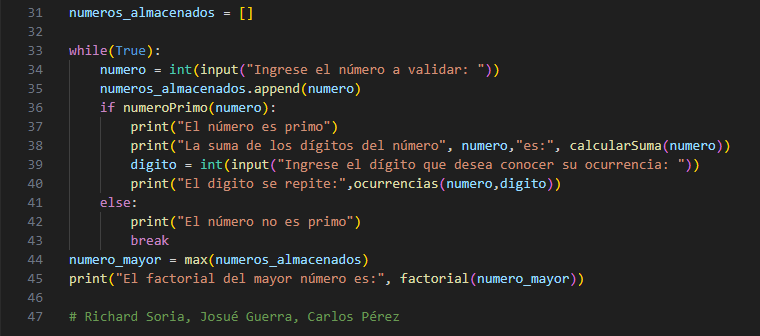 31 numeros_almacenados = []
32
33 while(True):
34     numero = int(input("Ingrese el número a validar: "))
35     numeros_almacenados.append(numero)
36     if numeroPrimo(numero):
37         print("El número es primo")
38         print("La suma de los dígitos del número", numero,"es:", calcularSuma(numero))
39         digito = int(input("Ingrese el dígito que desea conocer su ocurrencia: "))
40         print("El digito se repite:",ocurrencias(numero,digito))
41     else:
42         print("El número no es primo")
43         break
44 numero_mayor = max(numeros_almacenados)
45 print("El factorial del mayor número es:", factorial(numero_mayor))
46
47 # Richard Soria, Josué Guerra, Carlos Pérez